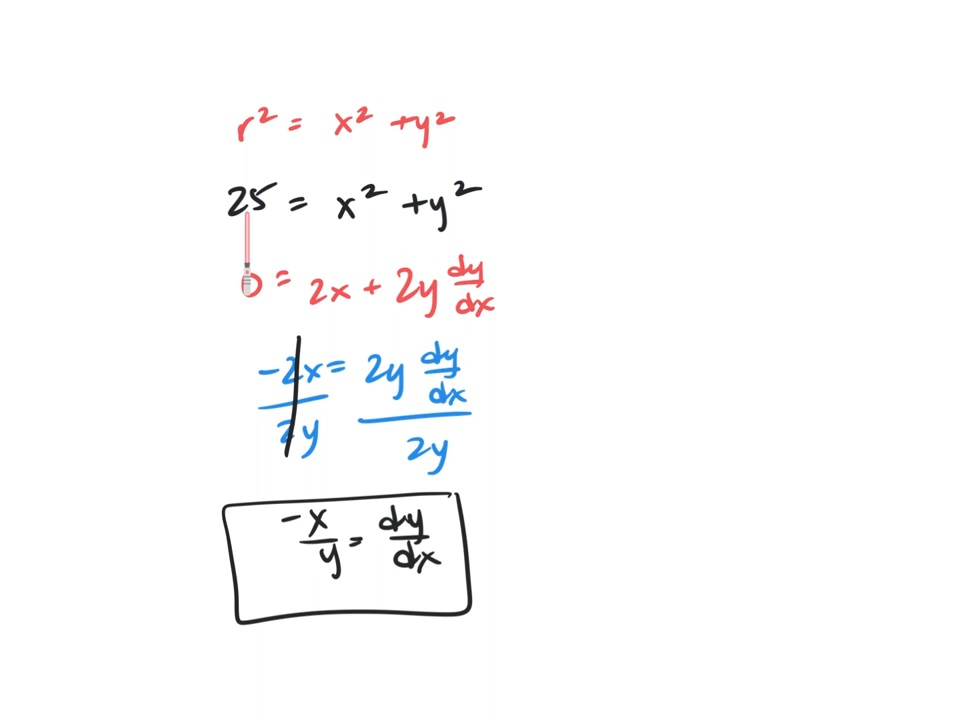 r² = x² + y²
25 = x² + y²
0 = 2x + 2y dy/dx
-2x/2y = 2y dy/dx / 2y
-x/y = dy/dx